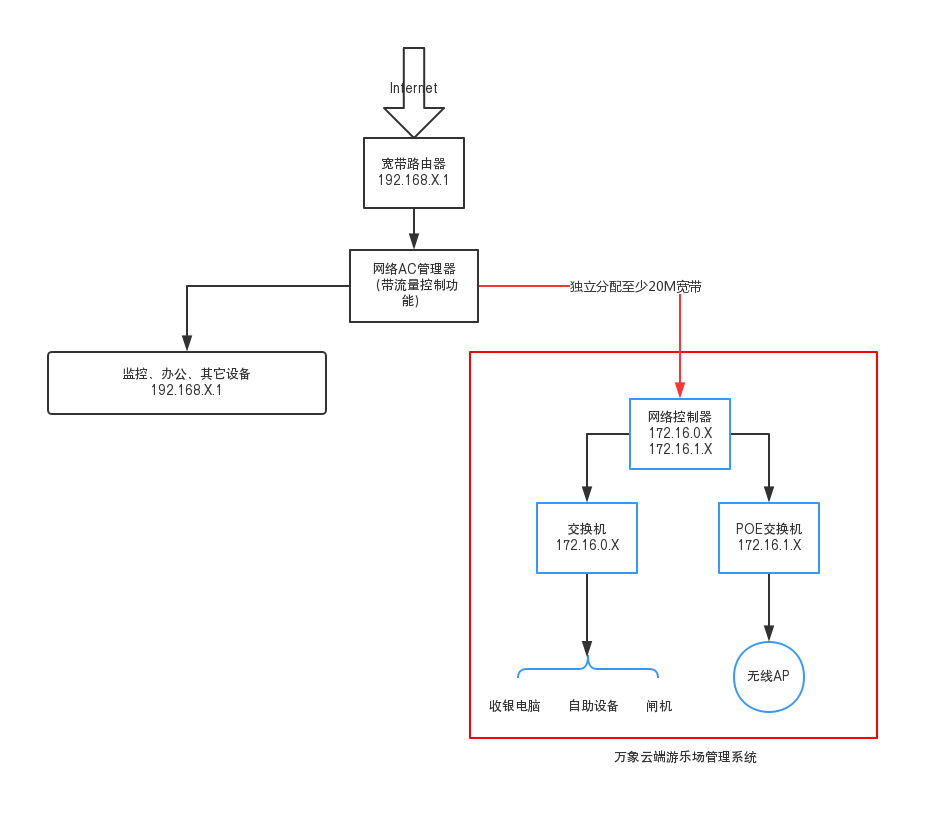 Internet
宽带路由器
192.168.X.1
网络AC管理器
(带流量控制功
能)
独立分配至少20M宽带
监控、办公、其它设备
192.168.X.1
网络控制器
172.16.0.X
172.16.1.X
交换机
172.16.0.X
POE交换机
172.16.1.X
收银电脑 自助设备 闸机
无线AP
万象云端游乐场管理系统